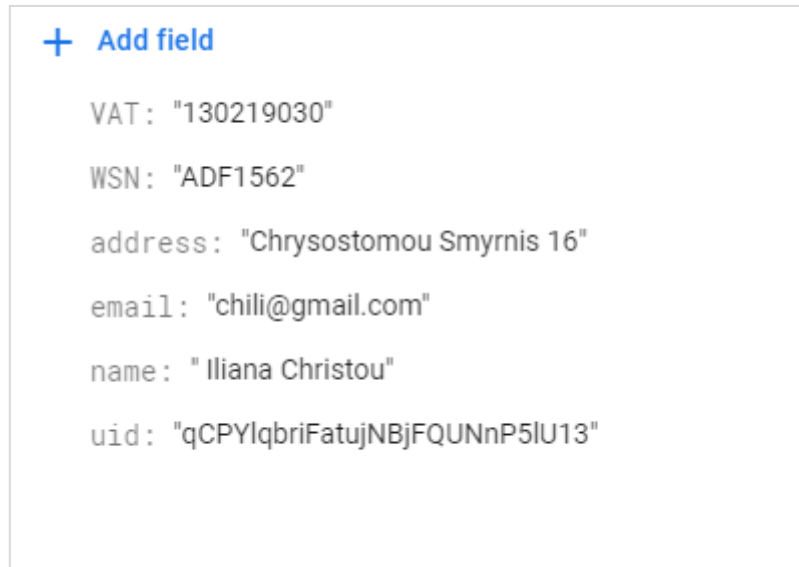 + Add field
VAT: "130219030"
WSN: "ADF1562"
address: "Chrysostomou Smyrnis 16"
email: "chili@gmail.com"
name: " Iliana Christou"
uid: "qCPYlqbriFatujNBjFQUNnP5lU13"